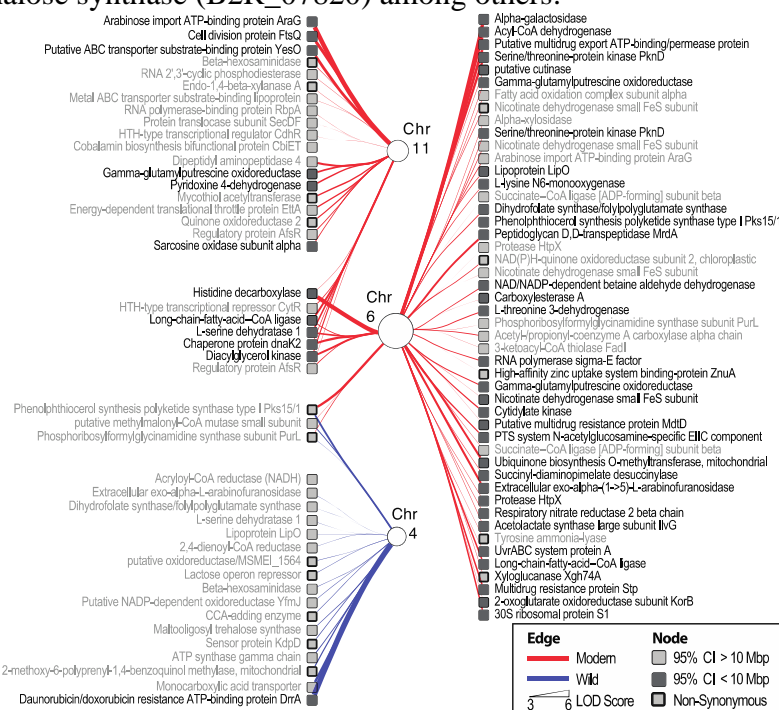 halose synthase (B2R_07820) among others.
Arabinose import ATP-binding protein AraG
Cell division protein FtsQ
Putative ABC transporter substrate-binding protein YesO
Beta-hexosaminidase
RNA 2',3'-cyclic phosphodiesterase
Endo-1,4-beta-xylanase A
Metal ABC transporter substrate-binding lipoprotein
RNA polymerase-binding protein RbpA
Protein translocase subunit SecDF
HTH-type transcriptional regulator CdhR
Cobalamin biosynthesis bifunctional protein CbiET
Dipeptidyl aminopeptidase 4
Gamma-glutamylputrescine oxidoreductase
Pyridoxine 4-dehydrogenase
Mycothiol acetyltransferase
Energy-dependent translational throttle protein EttA
Quinone oxidoreductase 2
Regulatory protein AfsR
Sarcosine oxidase subunit alpha
Histidine decarboxylase
HTH-type transcriptional repressor CytR
Long-chain-fatty-acid--CoA ligase
L-serine dehydratase 1
Chaperone protein dnaK2
Diacylglycerol kinase
Regulatory protein AfsR
Phenolphthiocerol synthesis polyketide synthase type I Pks15/1
putative methylmalonyl-CoA mutase small subunit
Phosphoribosylformylglycinamidine synthase subunit PurL
Acryloyl-CoA reductase (NADH)
Extracellular exo-alpha-L-arabinofuranosidase
Dihydrofolate synthase/folylpolyglutamate synthase
L-serine dehydratase 1
Lipoprotein LipO
2,4-dienoyl-CoA reductase
putative oxidoreductase/MSMEI_1564
Lactose operon repressor
Beta-hexosaminidase
Putative NADP-dependent oxidoreductase YfmJ
CCA-adding enzyme
Maltooligosyl trehalose synthase
Sensor protein KdpD
ATP synthase gamma chain
2-methoxy-6-polyprenyl-1,4-benzoquinol methylase, mitochondrial
Monocarboxylic acid transporter
Daunorubicin/doxorubicin resistance ATP-binding protein DrrA
Chr
11
Chr
6
Chr
4
Alpha-galactosidase
Acyl-CoA dehydrogenase
Putative multidrug export ATP-binding/permease protein
Serine/threonine-protein kinase PknD
putative cutinase
Gamma-glutamylputrescine oxidoreductase
Fatty acid oxidation complex subunit alpha
Nicotinate dehydrogenase small FeS subunit
Alpha-xylosidase
Serine/threonine-protein kinase PknD
Nicotinate dehydrogenase small FeS subunit
Arabinose import ATP-binding protein AraG
Lipoprotein LipO
L-lysine N6-monooxygenase
Succinate--CoA ligase [ADP-forming] subunit beta
Dihydrofolate synthase/folylpolyglutamate synthase
Phenolphthiocerol synthesis polyketide synthase type I Pks15/1
Peptidoglycan D,D-transpeptidase MrdA
Protease HtpX
NAD(P)H-quinone oxidoreductase subunit 2, chloroplastic
Nicotinate dehydrogenase small FeS subunit
NAD/NADP-dependent betaine aldehyde dehydrogenase
Carboxylesterase A
L-threonine 3-dehydrogenase
Phosphoribosylformylglycinamidine synthase subunit PurL
Acetyl-/propionyl-coenzyme A carboxylase alpha chain
3-ketoacyl-CoA thiolase FadI
RNA polymerase sigma-E factor
High-affinity zinc uptake system binding-protein ZnuA
Gamma-glutamylputrescine oxidoreductase
Nicotinate dehydrogenase small FeS subunit
Cytidylate kinase
Putative multidrug resistance protein MdtD
PTS system N-acetylglucosamine-specific EIIC component
Succinate--CoA ligase [ADP-forming] subunit beta
Ubiquinone biosynthesis O-methyltransferase, mitochondrial
Succinyl-diaminopimelate desuccinylase
Extracellular exo-alpha-(1->5)-L-arabinofuranosidase
Protease HtpX
Respiratory nitrate reductase 2 beta chain
Acetolactate synthase large subunit IlvG
Tyrosine ammonia-lyase
UvrABC system protein A
Long-chain-fatty-acid--CoA ligase
Xyloglucanase Xgh74A
Multidrug resistance protein Stp
2-oxoglutarate oxidoreductase subunit KorB
30S ribosomal protein S1
Edge
Modern
Wild
3 6 LOD Score
Node
95% CI > 10 Mbp
95% CI < 10 Mbp
Non-Synonymous